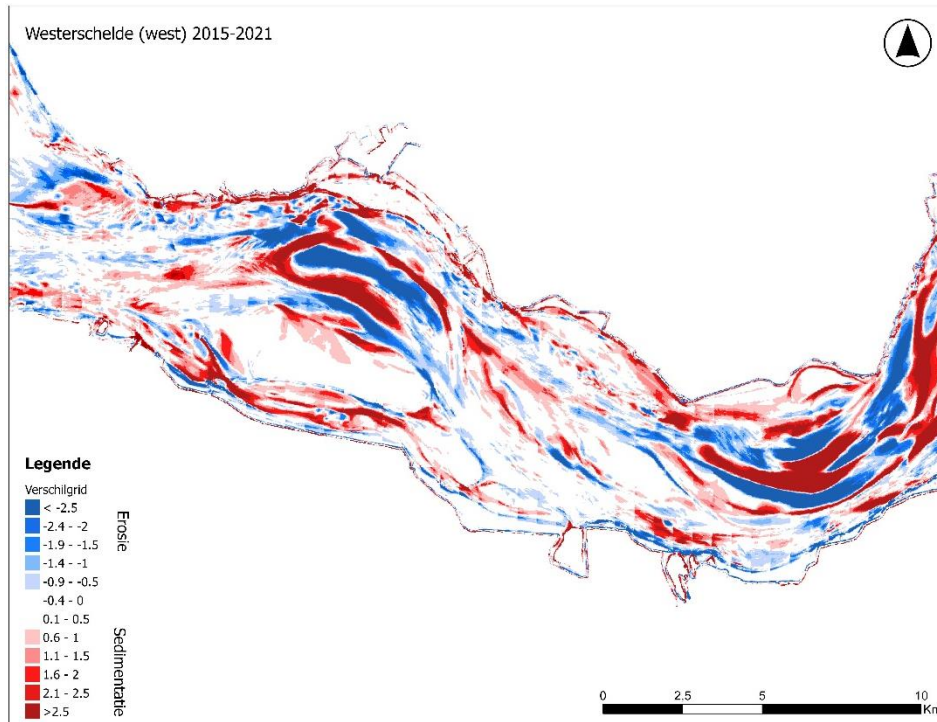 Westerschelde (west) 2015-2021
Legende
Verschilgrid
< -2.5
-2.4 - -2
-1.9 - -1.5
-1.4 - -1
-0.9 - -0.5
-0.4 - 0
0.1 - 0.5
0.6 - 1
1.1 - 1.5
1.6 - 2
2.1 - 2.5
>2.5
Erosie
Sedimentatie
0 2.5 5 10
Km